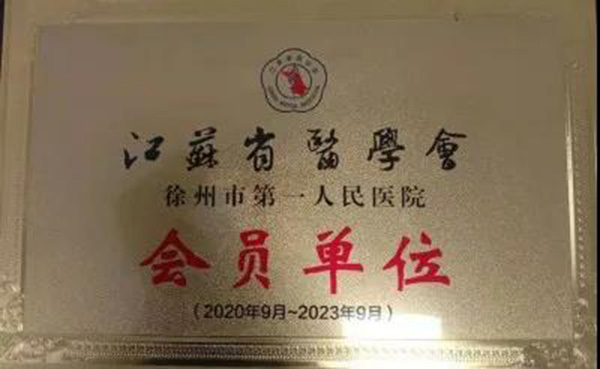 江蘇省醫學會
徐州市第一人民医院
会员单位
（2020年9月~2023年9月）